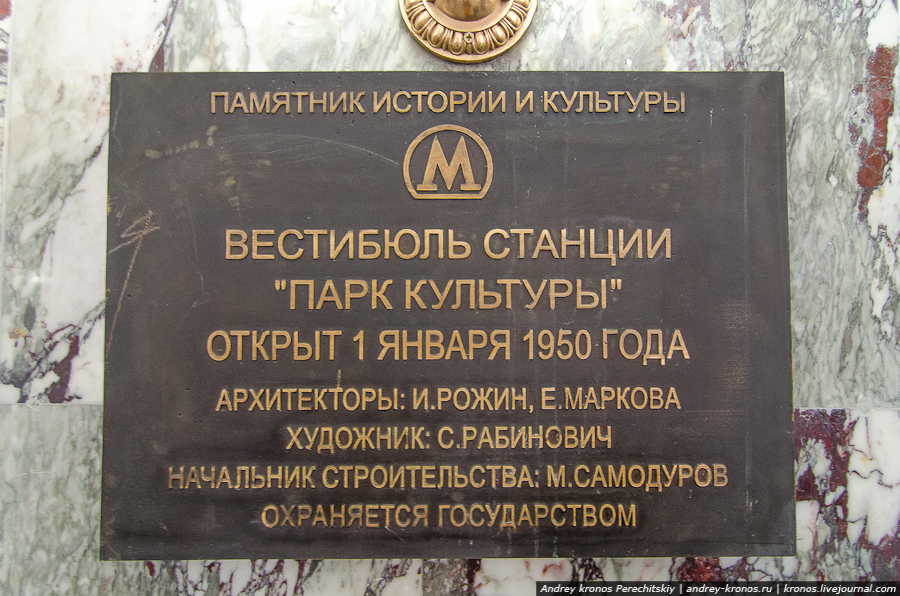 ПАМЯТНИК ИСТОРИИ И КУЛЬТУРЫ
М
ВЕСТИБЮЛЬ СТАНЦИИ
"ПАРК КУЛЬТУРЫ"
ОТКРЫТ 1 ЯНВАРЯ 1950 ГОДА
АРХИТЕКТОРЫ: И.РОЖИН, Е.МАРКОВА
ХУДОЖНИК: С.РАБИНОВИЧ
НАЧАЛЬНИК СТРОИТЕЛЬСТВА: М.САМОДУРОВ
ОХРАНЯЕТСЯ ГОСУДАРСТВОМ
Andrey kronos Perechitskiy | andrey-kronos.ru | kronos.livejournal.com